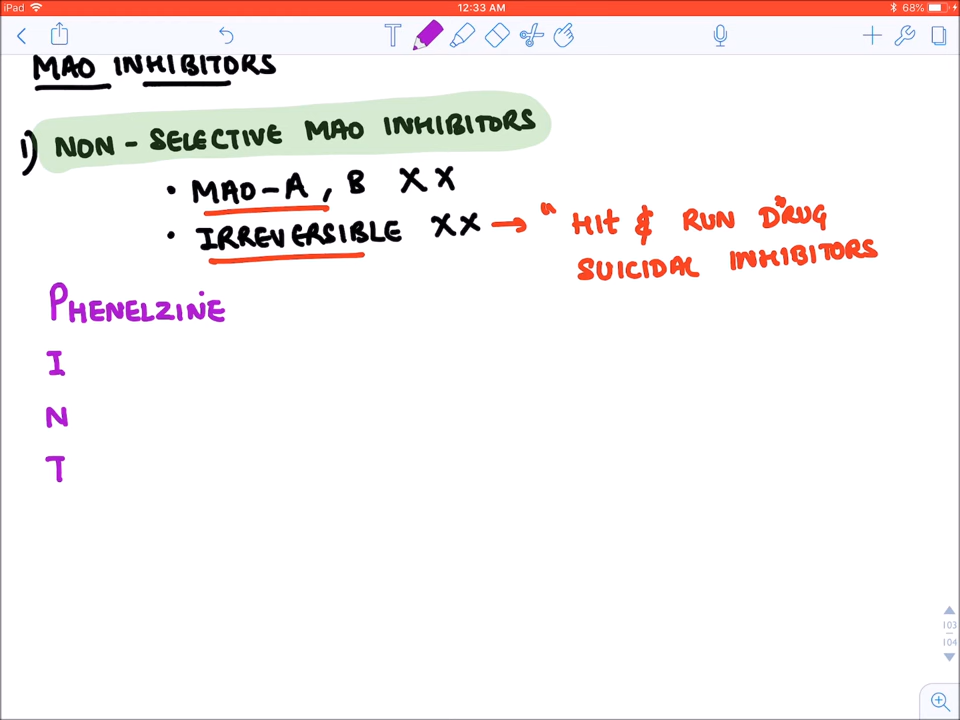 iPad 12:33 AM 68%
T
MAO INHIBITORS
1) NON - SELECTIVE MAO INHIBITORS
• MAO-A, B XX
• IRREVERSIBLE XX → "HIT & RUN DRUG"
SUICIDAL INHIBITORS
PHENELZINE
I
N
T
103
104